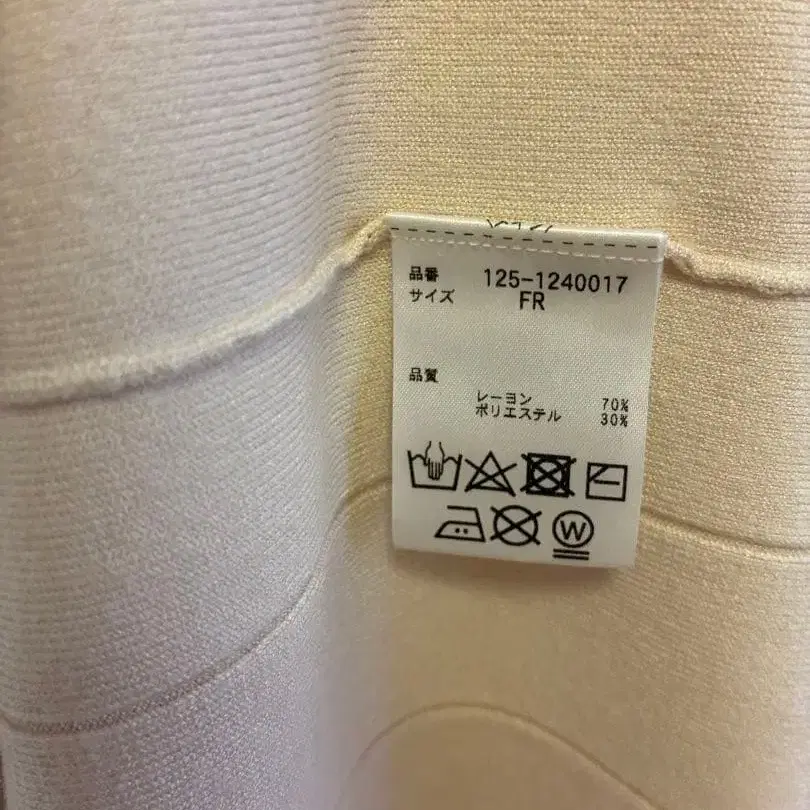 品番 125-1240017
サイズ FR
品質
レーヨン 70%
ポリエステル 30%
W